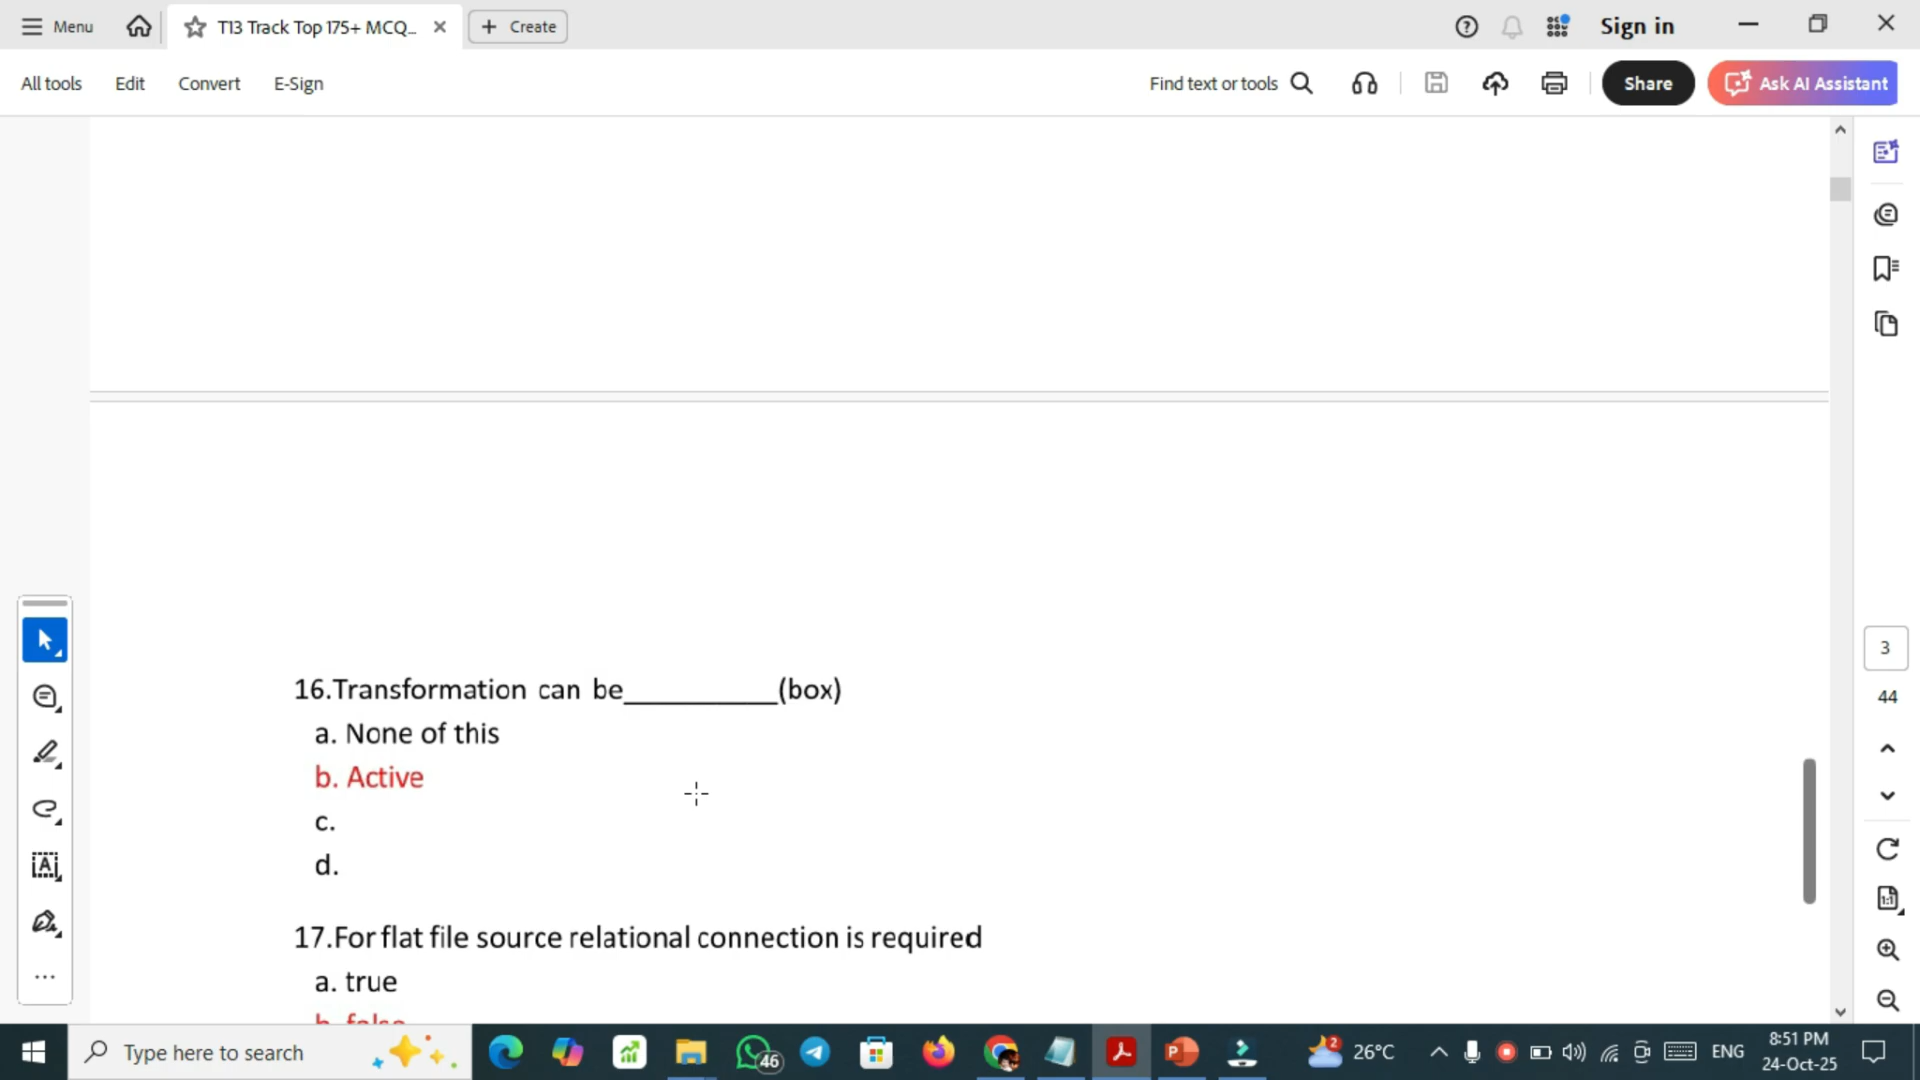 Menu
T13 Track Top 175+ MCQ...
Create
Sign in
All tools
Edit
Convert
E-Sign
Find text or tools
Share
Ask AI Assistant
16.Transformation can be__________(box)
a. None of this
b. Active
c.
d.
17.For flat file source relational connection is required
a. true
b. false
3
44
Type here to search
46
2
26°C
ENG
8:51 PM
24-Oct-25